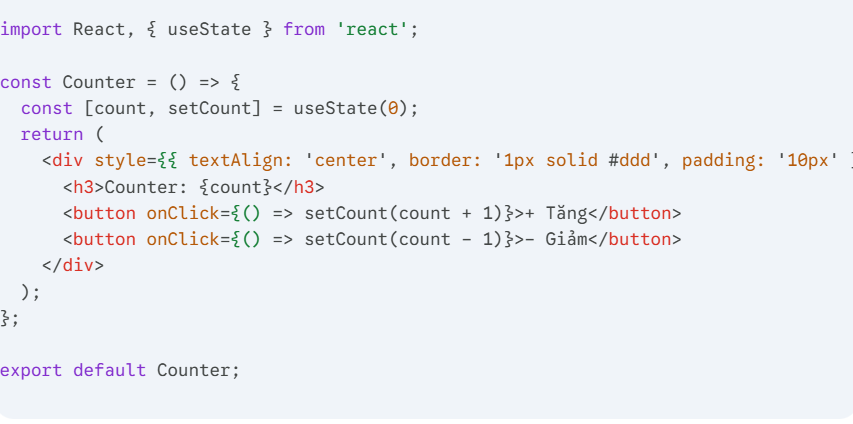 import React, { useState } from 'react';
const Counter = () => {
const [count, setCount] = useState(0);
return (
<div style={{ textAlign: 'center', border: '1px solid #ddd', padding: '10px' }
<h3>Counter: {count}</h3>
<button onClick={() => setCount(count + 1)}>+ Tăng</button>
<button onClick={() => setCount(count - 1)}>− Giảm</button>
</div>
);
};
export default Counter;